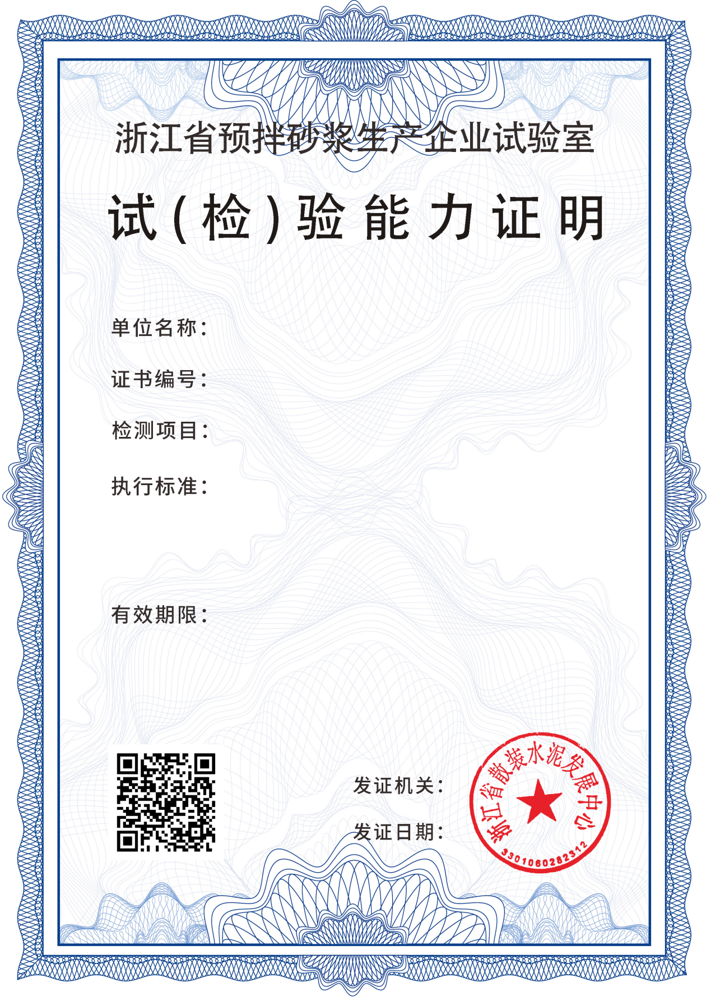 浙江省预拌砂浆生产企业试验室
试(检)验能力证明
单位名称：
证书编号：
检测项目：
执行标准：
有效期限：
发证机关：
发证日期：
浙江省散装水泥发展中心
3301060282312